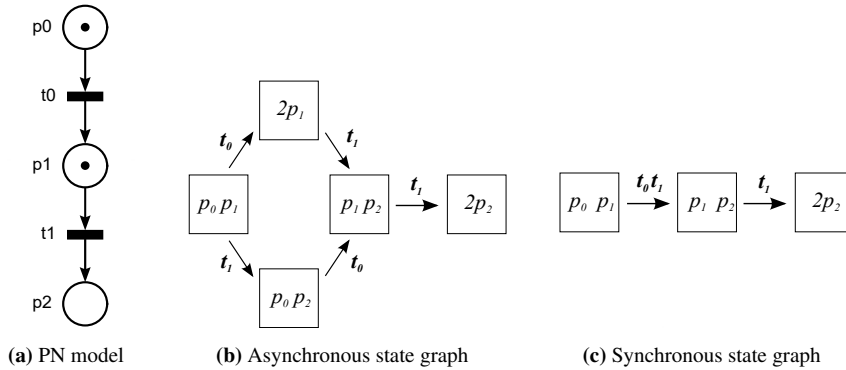 p0
t0
p1
t1
p2
2p₁
t₀
t₁
p₀ p₁
p₁ p₂
t₁
2p₂
t₁
t₀
p₀ p₂
t₀t₁
t₁
p₀ p₁
p₁ p₂
2p₂
(a) PN model
(b) Asynchronous state graph
(c) Synchronous state graph